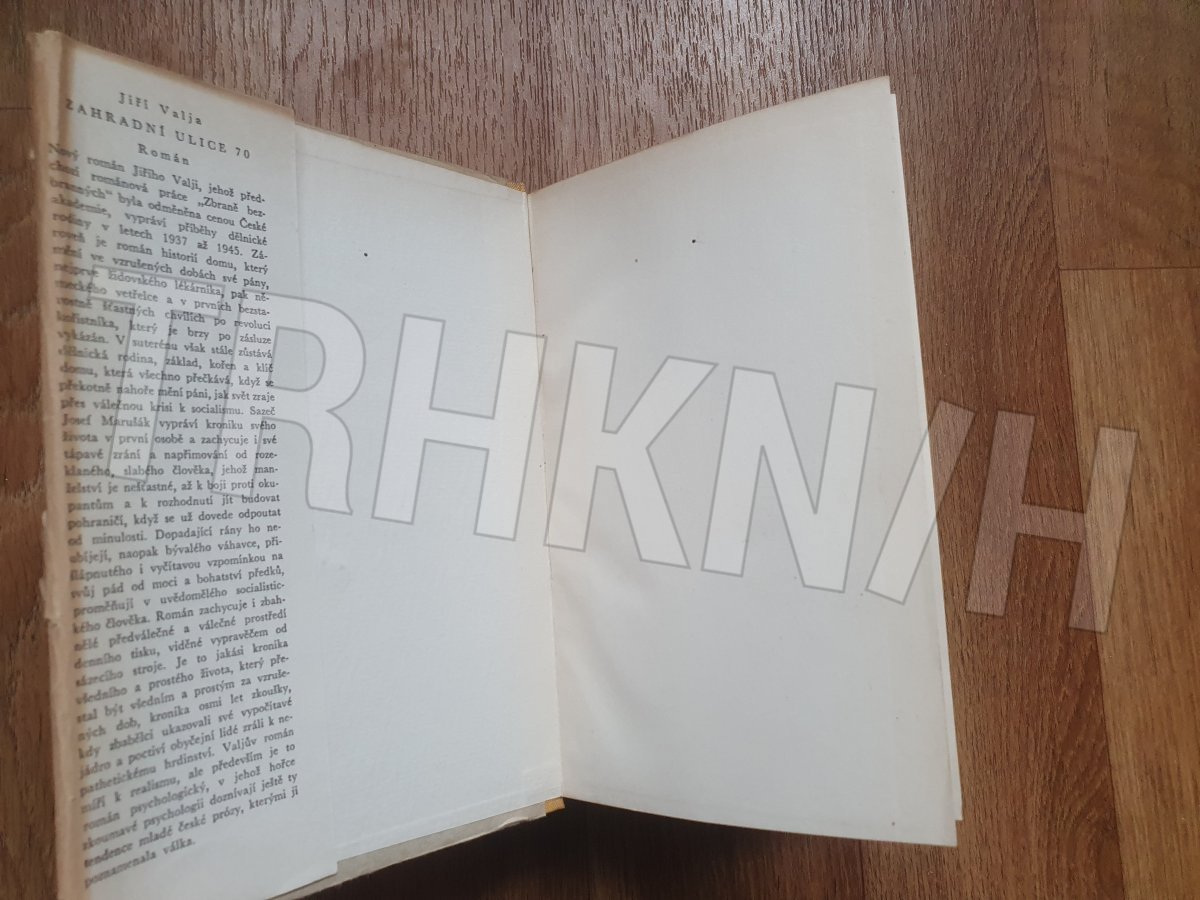 Jiří Valja
ZAHRADNÍ ULICE 70
Román
Nový román Jiřího Valji, jehož před-
chozí románová práce „Zbraně bez-
branných" byla odměněna cenou České
akademie, vypráví příběhy dělnické
rodiny v letech 1937 až 1945. Zá-
roveň je román historií domu, který
mění ve vzrušených dobách své pány,
nejprve židovského lékárníka, pak ně-
meckého vetřelce a v prvních bezsta-
rostně šťastných chvílích po revoluci
kořistníka, který je brzy po zásluze
vykázán. V suterénu však stále zůstává
dělnická rodina, základ, kořen a klíč
domu, která všechno přečkává, když se
překotně nahoře mění páni, jak svět zraje
přes válečnou krisi k socialismu. Sazeč
Josef Marušák vypráví kroniku svého
života v první osobě a zachycuje i své
tápavé zrání a napřimování od roze-
klaného, slabého člověka, jehož man-
želství je nešťastné, až k boji proti oku-
pantům a k rozhodnutí jít budovat
pohraničí, když se už dovede odpoutat
od minulosti. Dopadající rány ho ne-
ubíjejí, naopak bývalého váhavce, při-
šlápnutého i vyčítavou vzpomínkou na
svůj pád od moci a bohatství předků,
proměňují v uvědomělého socialistic-
kého člověka. Román zachycuje i zbah-
nělé předválečné a válečné prostředí
denního tisku, viděné vypravěčem od
sázecího stroje. Je to jakási kronika
všedního a prostého života, který pře-
stal být všedním a prostým za vzruše-
ných dob, kronika osmi let zkoušky,
kdy zbabělci ukazovali své vypočítavé
jádro a poctiví obyčejní lidé zráli k ne-
pathetickému hrdinství. Valjův román
míří k realismu, ale především je to
román psychologický, v jehož hořce
zkoumavé psychologii doznívají ještě ty
tendence mladé české prózy, kterými ji
poznamenala válka.
TRHKNIH